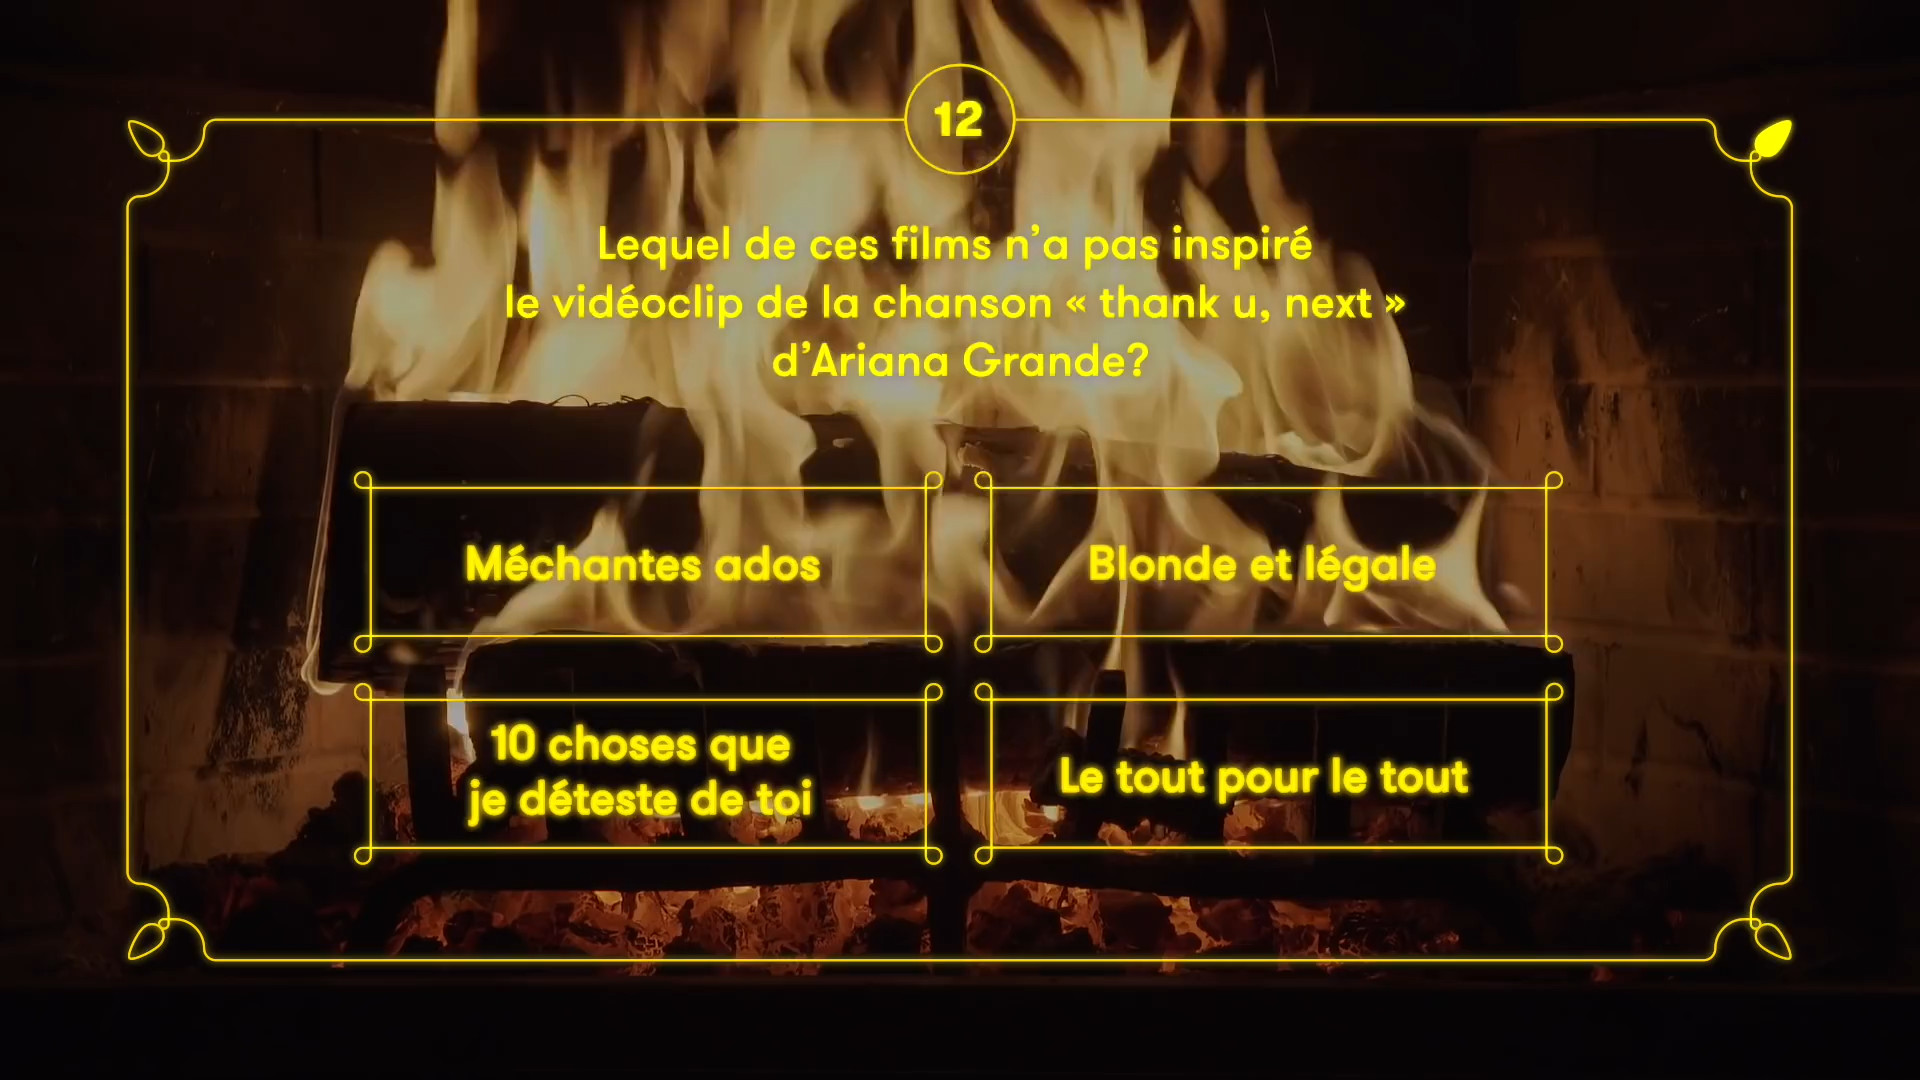 12
Lequel de ces films n’a pas inspiré
le vidéoclip de la chanson « thank u, next »
d’Ariana Grande?
Méchantes ados
Blonde et légale
10 choses que
je déteste de toi
Le tout pour le tout